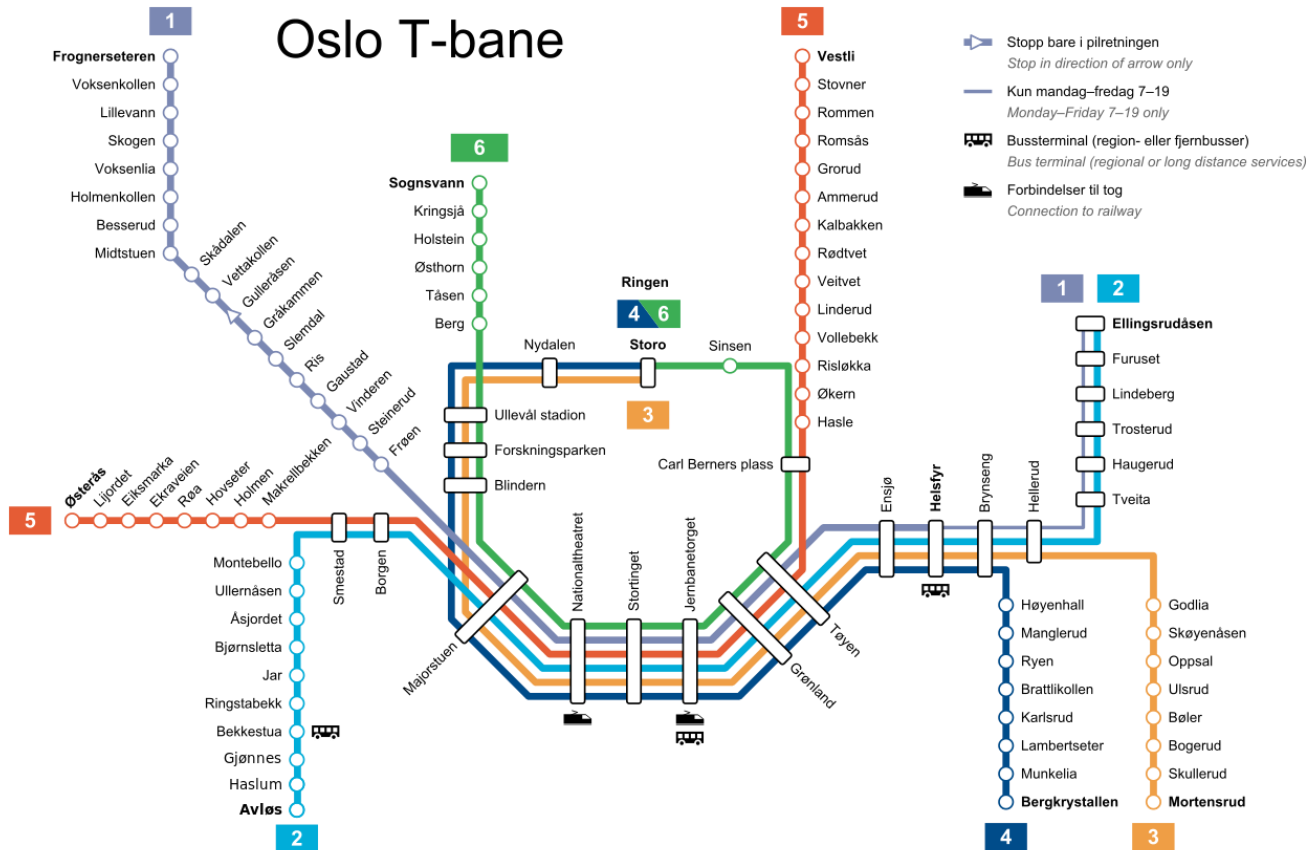 Oslo T-bane
1
Frognerseteren
Voksenkollen
Lillevann
Skogen
Voksenlia
Holmenkollen
Besserud
Midtstuen
Skådalen
Vettakollen
Gulleråsen
Gråkammen
Slemdal
Ris
Gaustad
Vinderen
Steinerud
Frøen
6
Sognsvann
Kringsjå
Holstein
Østhorn
Tåsen
Berg
Ringen
4
6
Nydalen
Storo
Sinsen
3
Ullevål stadion
Forskningsparken
Blindern
Carl Berners plass
5
Vestli
Stovner
Rommen
Romsås
Grorud
Ammerud
Kalbakken
Rødtvet
Veitvet
Linderud
Vollebekk
Risløkka
Økern
Hasle
Stopp bare i pilretningen
Stop in direction of arrow only
Kun mandag–fredag 7–19
Monday–Friday 7–19 only
Bussterminal (region- eller fjernbusser)
Bus terminal (regional or long distance services)
Forbindelser til tog
Connection to railway
1
2
Ellingsrudåsen
Furuset
Lindeberg
Trosterud
Haugerud
Tveita
5
Østerås
Lijordet
Eiksmarka
Ekraveien
Røa
Hovseter
Holmen
Makrellbekken
Smestad
Borgen
Montebello
Ullernåsen
Åsjordet
Bjørnsletta
Jar
Ringstabekk
Bekkestua
Gjønnes
Haslum
Avløs
2
Majorstuen
Nationaltheatret
Stortinget
Jernbanetorget
Grønland
Tøyen
Ensjø
Helsfyr
Brynseng
Hellerud
Høyenhall
Manglerud
Ryen
Brattlikollen
Karlsrud
Lambertseter
Munkelia
Bergkrystallen
4
Godlia
Skøyenåsen
Oppsal
Ulsrud
Bøler
Bogerud
Skullerud
Mortensrud
3